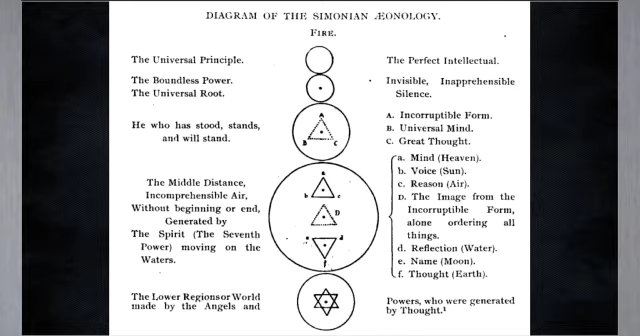 DIAGRAM OF THE SIMONIAN ÆONOLOGY.
FIRE.
The Universal Principle.
The Perfect Intellectual.
The Boundless Power.
The Universal Root.
Invisible, Inapprehensible
Silence.
He who has stood, stands,
and will stand.
A
B C
A. Incorruptible Form.
B. Universal Mind.
C. Great Thought.
The Middle Distance,
Incomprehensible Air,
Without beginning or end,
Generated by
The Spirit (The Seventh
Power) moving on the
Waters.
a
b c
D
e d
f
a. Mind (Heaven).
b. Voice (Sun).
c. Reason (Air).
D. The Image from the
Incorruptible Form,
alone ordering all
things.
d. Reflection (Water).
e. Name (Moon).
f. Thought (Earth).
The Lower Regions or World
made by the Angels and
Powers, who were generated
by Thought.¹